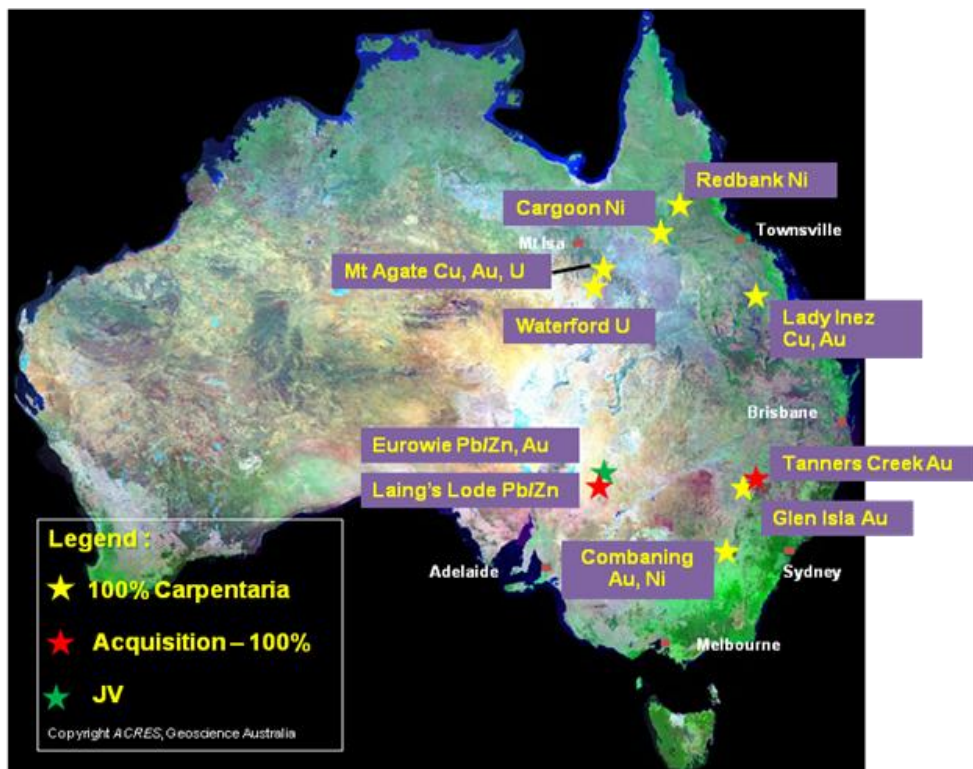 Redbank Ni
Cargoon Ni
Townsville
Mt Isa
Mt Agate Cu, Au, U
Waterford U
Lady Inez
Cu, Au
Brisbane
Eurowie Pb/Zn, Au
Tanners Creek Au
Laing's Lode Pb/Zn
Glen Isla Au
Legend :
Combaning
Au, Ni
Adelaide
Sydney
100% Carpentaria
Acquisition – 100%
Melbourne
JV
Copyright ACRES, Geoscience Australia